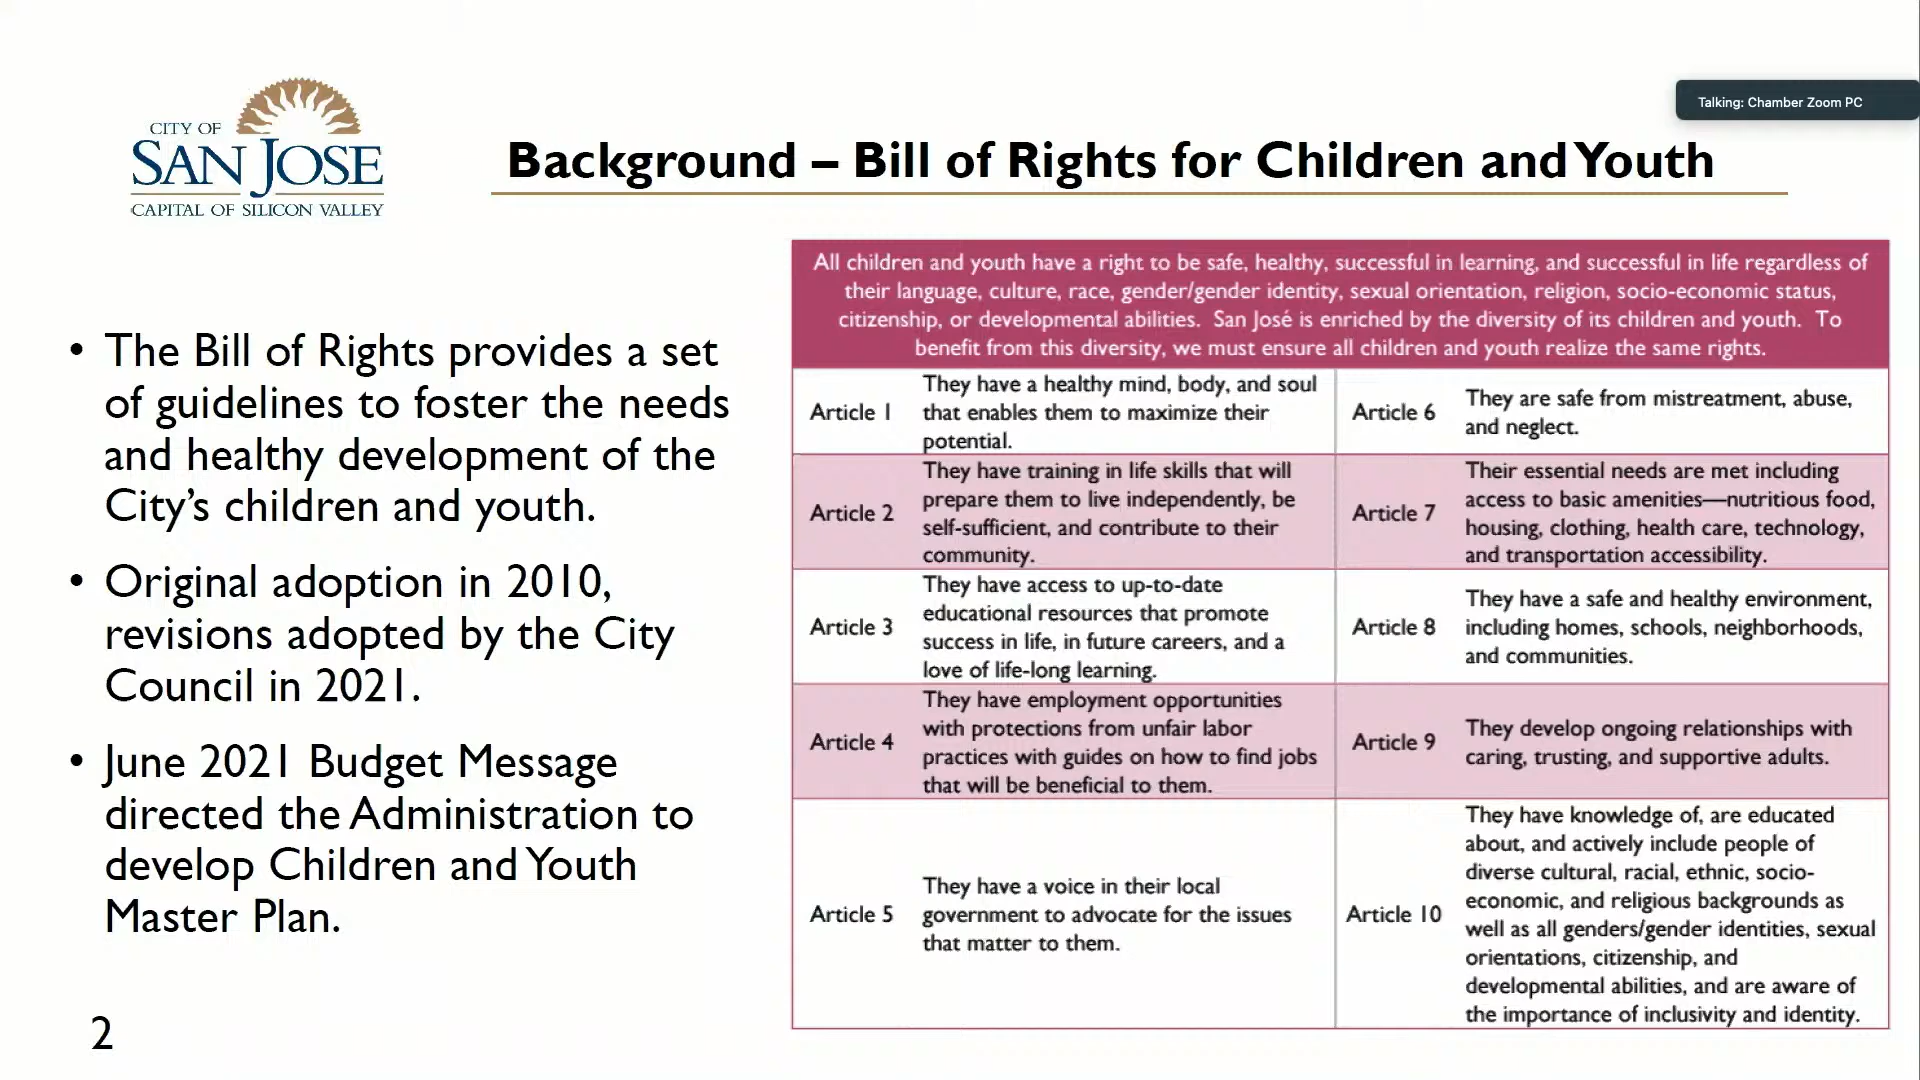 CITY OF
SAN JOSE
CAPITAL OF SILICON VALLEY
Talking: Chamber Zoom PC
Background – Bill of Rights for Children and Youth
• The Bill of Rights provides a set
of guidelines to foster the needs
and healthy development of the
City’s children and youth.
• Original adoption in 2010,
revisions adopted by the City
Council in 2021.
• June 2021 Budget Message
directed the Administration to
develop Children and Youth
Master Plan.
2
All children and youth have a right to be safe, healthy, successful in learning, and successful in life regardless of
their language, culture, race, gender/gender identity, sexual orientation, religion, socio-economic status,
citizenship, or developmental abilities. San José is enriched by the diversity of its children and youth. To
benefit from this diversity, we must ensure all children and youth realize the same rights.
Article 1
They have a healthy mind, body, and soul
that enables them to maximize their
potential.
Article 6
They are safe from mistreatment, abuse,
and neglect.
Article 2
They have training in life skills that will
prepare them to live independently, be
self-sufficient, and contribute to their
community.
Article 7
Their essential needs are met including
access to basic amenities—nutritious food,
housing, clothing, health care, technology,
and transportation accessibility.
Article 3
They have access to up-to-date
educational resources that promote
success in life, in future careers, and a
love of life-long learning.
Article 8
They have a safe and healthy environment,
including homes, schools, neighborhoods,
and communities.
Article 4
They have employment opportunities
with protections from unfair labor
practices with guides on how to find jobs
that will be beneficial to them.
Article 9
They develop ongoing relationships with
caring, trusting, and supportive adults.
Article 5
They have a voice in their local
government to advocate for the issues
that matter to them.
Article 10
They have knowledge of, are educated
about, and actively include people of
diverse cultural, racial, ethnic, socio-
economic, and religious backgrounds as
well as all genders/gender identities, sexual
orientations, citizenship, and
developmental abilities, and are aware of
the importance of inclusivity and identity.